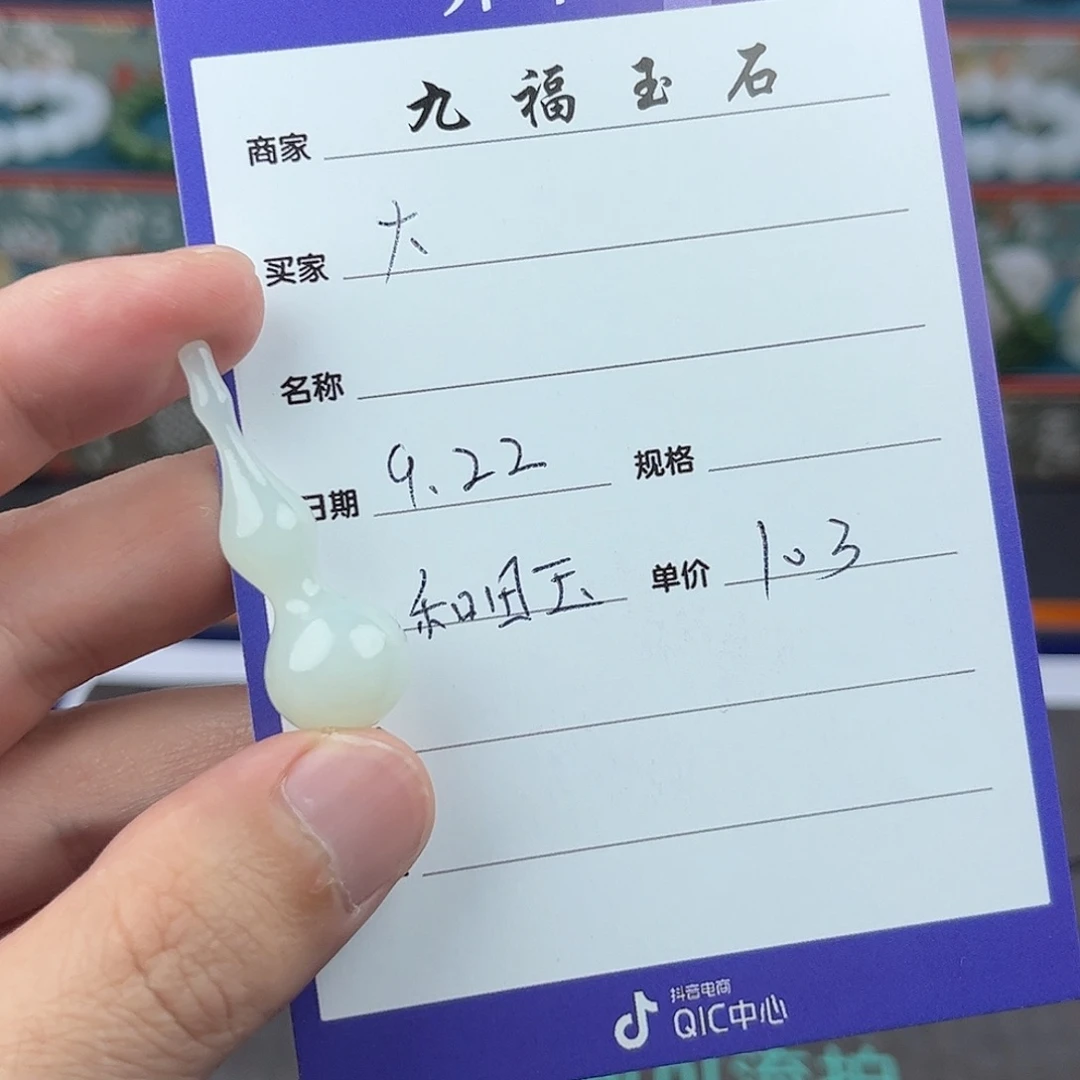 商家 九福玉石
买家 大
名称
日期 9.22 规格
和田玉 单价 103
抖音电商
QIC中心